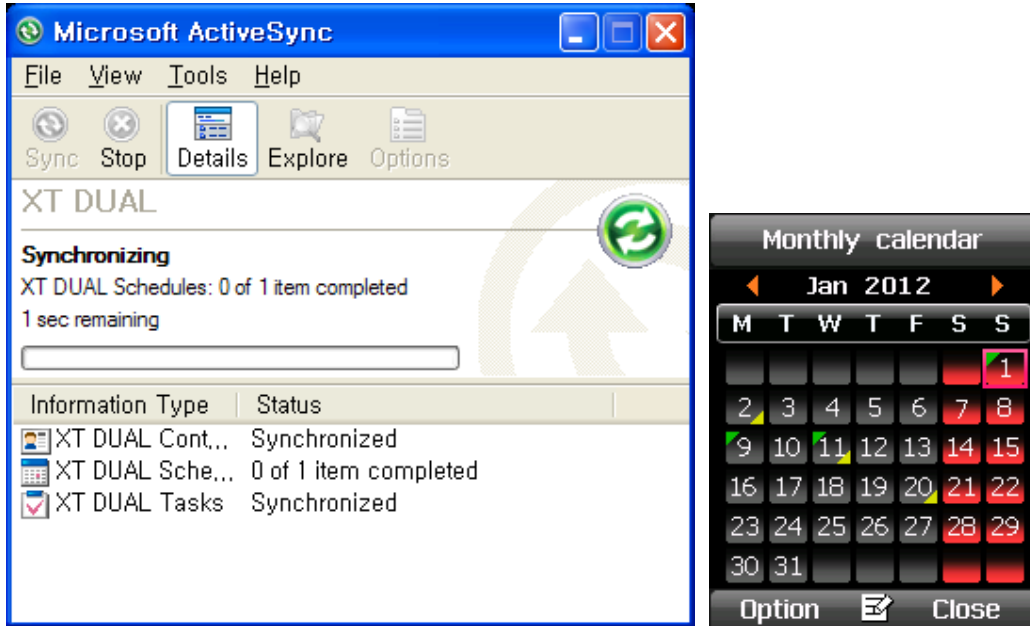 Microsoft ActiveSync
File View Tools Help
Sync Stop Details Explore Options
XT DUAL
Synchronizing
XT DUAL Schedules: 0 of 1 item completed
1 sec remaining
Information Type Status
XT DUAL Cont... Synchronized
XT DUAL Sche... 0 of 1 item completed
XT DUAL Tasks Synchronized
Monthly calendar
Jan 2012
M T W T F S S
1
2 3 4 5 6 7 8
9 10 11 12 13 14 15
16 17 18 19 20 21 22
23 24 25 26 27 28 29
30 31
Option Close